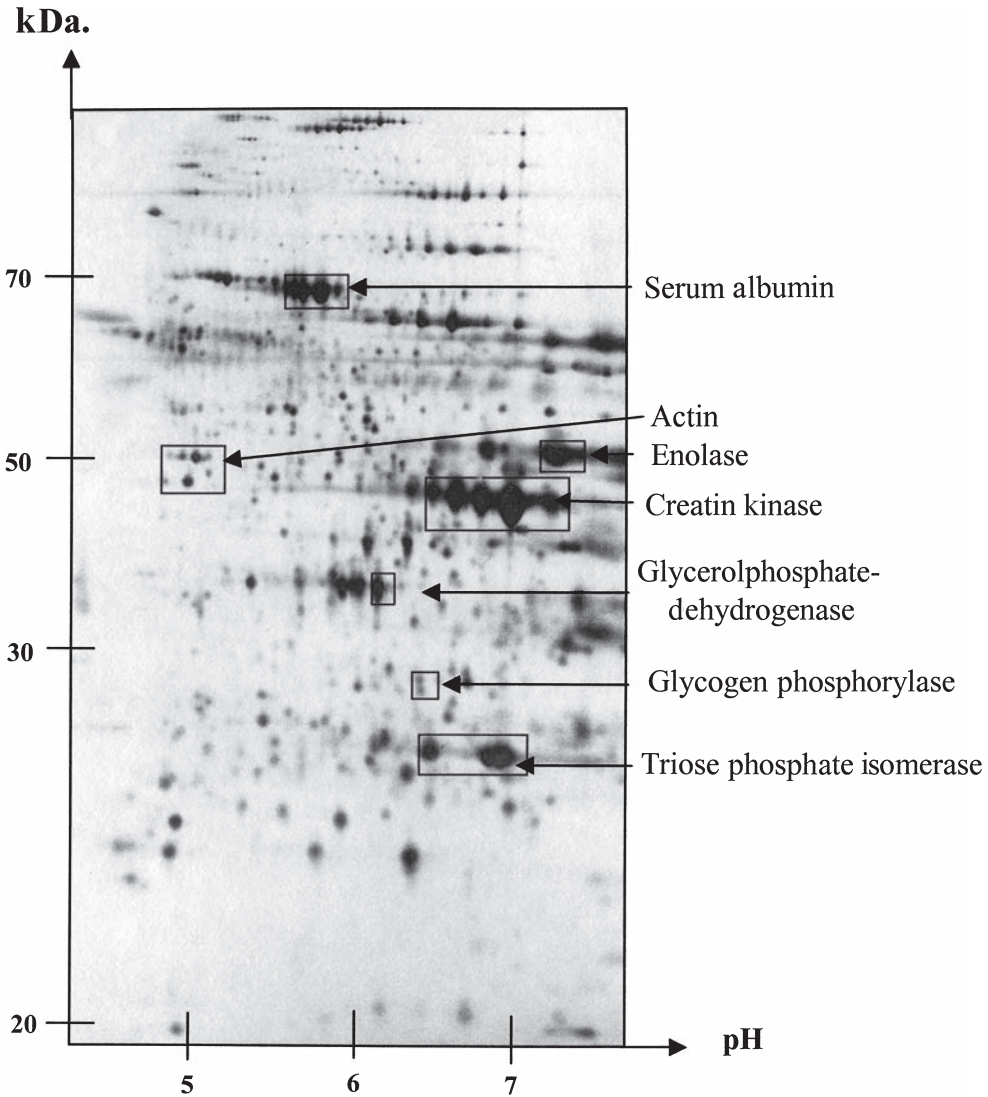 kDa.
70
Serum albumin
Actin
50
Enolase
Creatin kinase
Glycerolphosphate-
dehydrogenase
30
Glycogen phosphorylase
Triose phosphate isomerase
20
pH
5 6 7